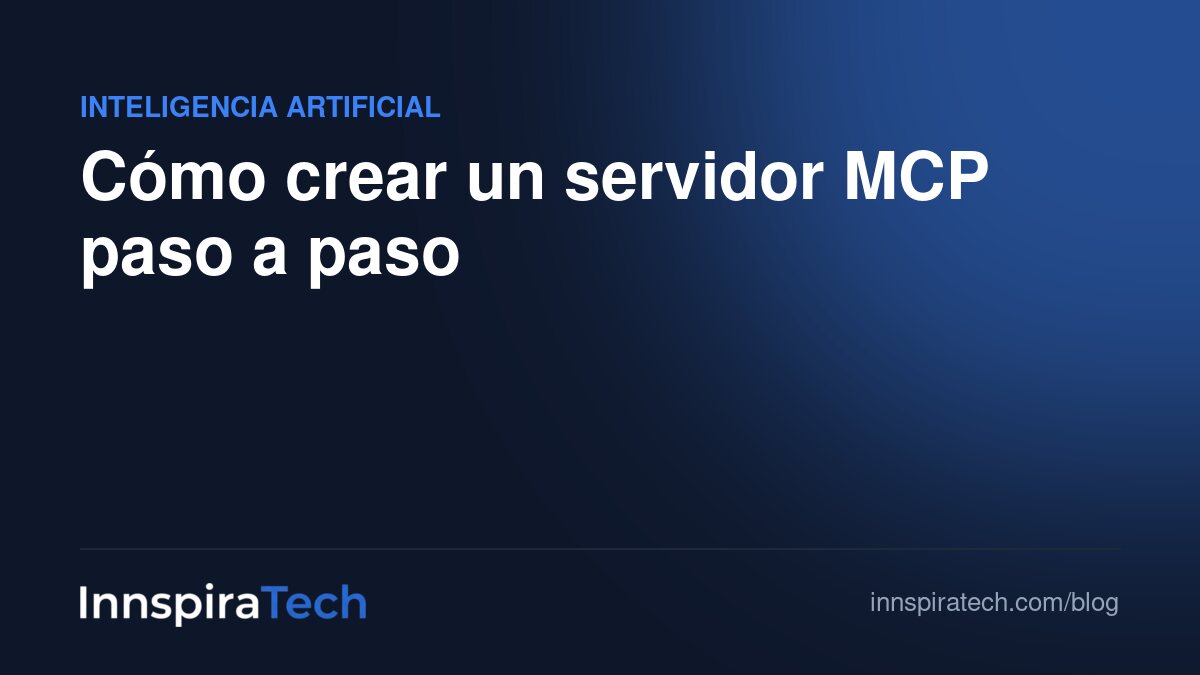 INTELIGENCIA ARTIFICIAL
Cómo crear un servidor MCP
paso a paso
InnspiraTech
innspiratech.com/blog